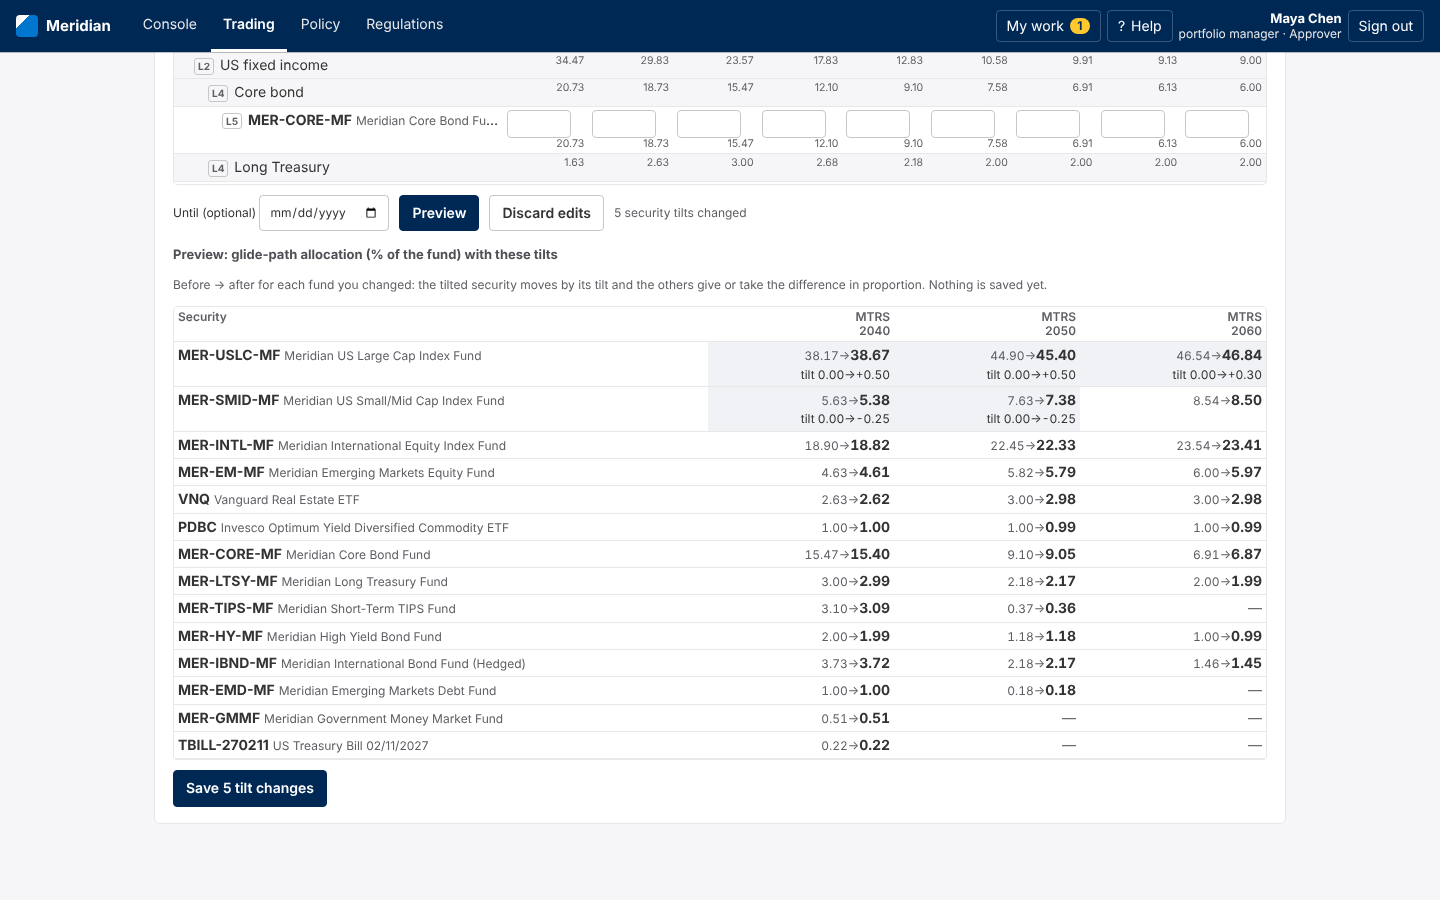 Meridian Console Trading Policy Regulations My work 1 ? Help Maya Chen Sign out
portfolio manager · Approver
L2 US fixed income 34.47 29.83 23.57 17.83 12.83 10.58 9.91 9.13 9.00
L4 Core bond 20.73 18.73 15.47 12.10 9.10 7.58 6.91 6.13 6.00
L5 MER-CORE-MF Meridian Core Bond Fu...
20.73 18.73 15.47 12.10 9.10 7.58 6.91 6.13 6.00
L4 Long Treasury 1.63 2.63 3.00 2.68 2.18 2.00 2.00 2.00 2.00
Until (optional) mm/dd/yyyy Preview Discard edits 5 security tilts changed
Preview: glide-path allocation (% of the fund) with these tilts
Before → after for each fund you changed: the tilted security moves by its tilt and the others give or take the difference in proportion. Nothing is saved yet.
Security MTRS 2040 MTRS 2050 MTRS 2060
MER-USLC-MF Meridian US Large Cap Index Fund 38.17→38.67 44.90→45.40 46.54→46.84
tilt 0.00→+0.50 tilt 0.00→+0.50 tilt 0.00→+0.30
MER-SMID-MF Meridian US Small/Mid Cap Index Fund 5.63→5.38 7.63→7.38 8.54→8.50
tilt 0.00→-0.25 tilt 0.00→-0.25
MER-INTL-MF Meridian International Equity Index Fund 18.90→18.82 22.45→22.33 23.54→23.41
MER-EM-MF Meridian Emerging Markets Equity Fund 4.63→4.61 5.82→5.79 6.00→5.97
VNQ Vanguard Real Estate ETF 2.63→2.62 3.00→2.98 3.00→2.98
PDBC Invesco Optimum Yield Diversified Commodity ETF 1.00→1.00 1.00→0.99 1.00→0.99
MER-CORE-MF Meridian Core Bond Fund 15.47→15.40 9.10→9.05 6.91→6.87
MER-LTSY-MF Meridian Long Treasury Fund 3.00→2.99 2.18→2.17 2.00→1.99
MER-TIPS-MF Meridian Short-Term TIPS Fund 3.10→3.09 0.37→0.36 —
MER-HY-MF Meridian High Yield Bond Fund 2.00→1.99 1.18→1.18 1.00→0.99
MER-IBND-MF Meridian International Bond Fund (Hedged) 3.73→3.72 2.18→2.17 1.46→1.45
MER-EMD-MF Meridian Emerging Markets Debt Fund 1.00→1.00 0.18→0.18 —
MER-GMMF Meridian Government Money Market Fund 0.51→0.51 — —
TBILL-270211 US Treasury Bill 02/11/2027 0.22→0.22 — —
Save 5 tilt changes